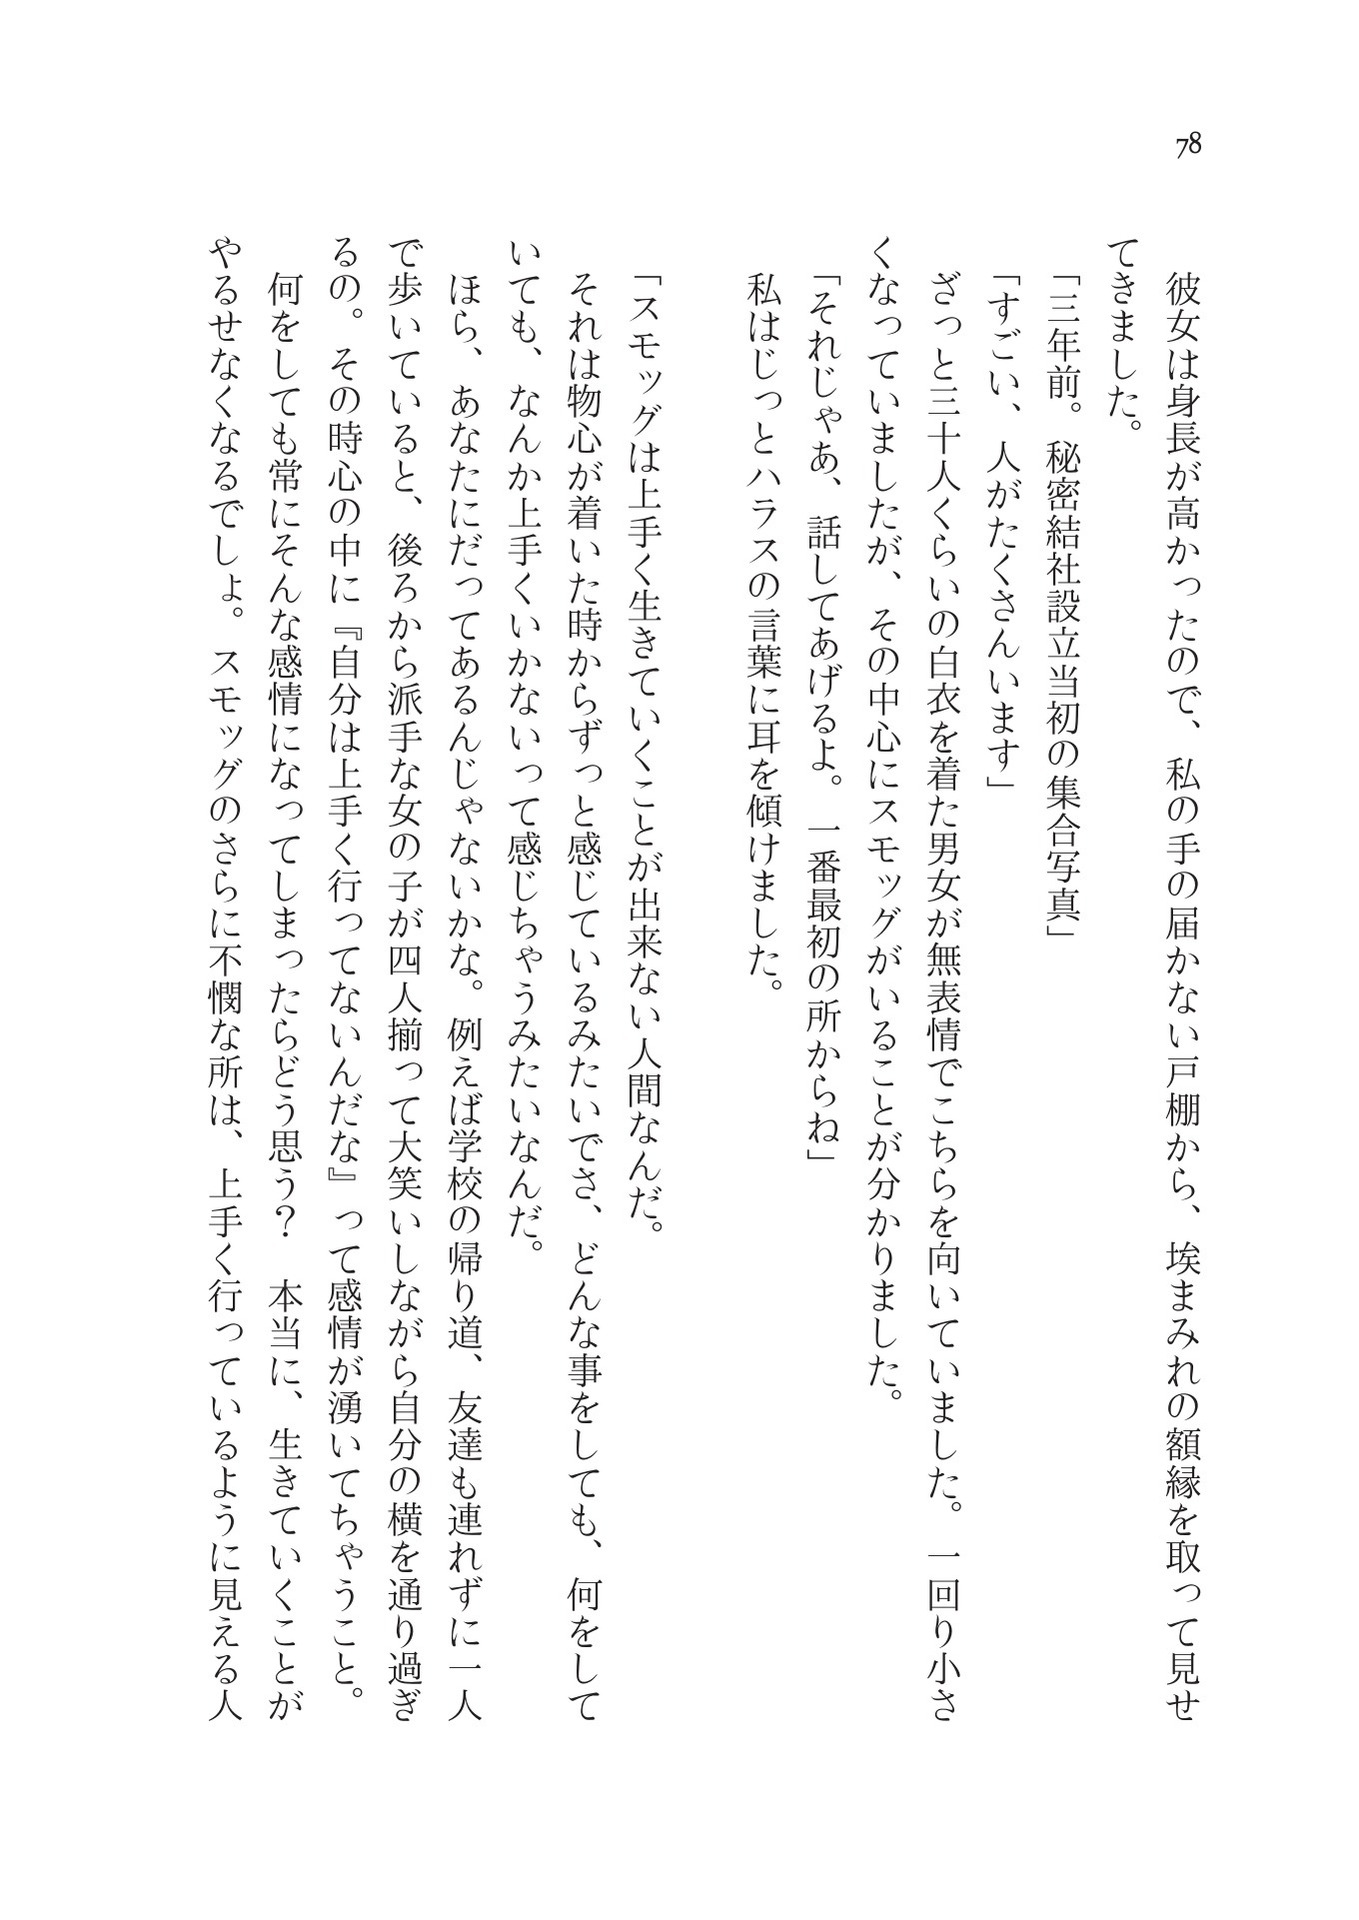 78
　彼女は身長が高かったので、私の手の届かない戸棚から、埃まみれの額縁を取って見せ
てきました。
「三年前。秘密結社設立当初の集合写真」
「すごい、人がたくさんいます」
　ざっと三十人くらいの白衣を着た男女が無表情でこちらを向いていました。一回り小さ
くなっていましたが、その中心にスモッグがいることが分かりました。
「それじゃあ、話してあげるよ。一番最初の所からね」
　私はじっとハラスの言葉に耳を傾けました。
「スモッグは上手く生きていくことが出来ない人間なんだ。
　それは物心が着いた時からずっと感じているみたいでさ、どんな事をしても、何をして
いても、なんか上手くいかないって感じちゃうみたいなんだ。
　ほら、あなたにだってあるんじゃないかな。例えば学校の帰り道、友達も連れずに一人
で歩いていると、後ろから派手な女の子が四人揃って大笑いしながら自分の横を通り過ぎ
るの。その時心の中に『自分は上手く行ってないんだな』って感情が湧いてちゃうこと。
　何をしても常にそんな感情になってしまったらどう思う？　本当に、生きていくことが
やるせなくなるでしょ。スモッグのさらに不憫な所は、上手く行っているように見える人